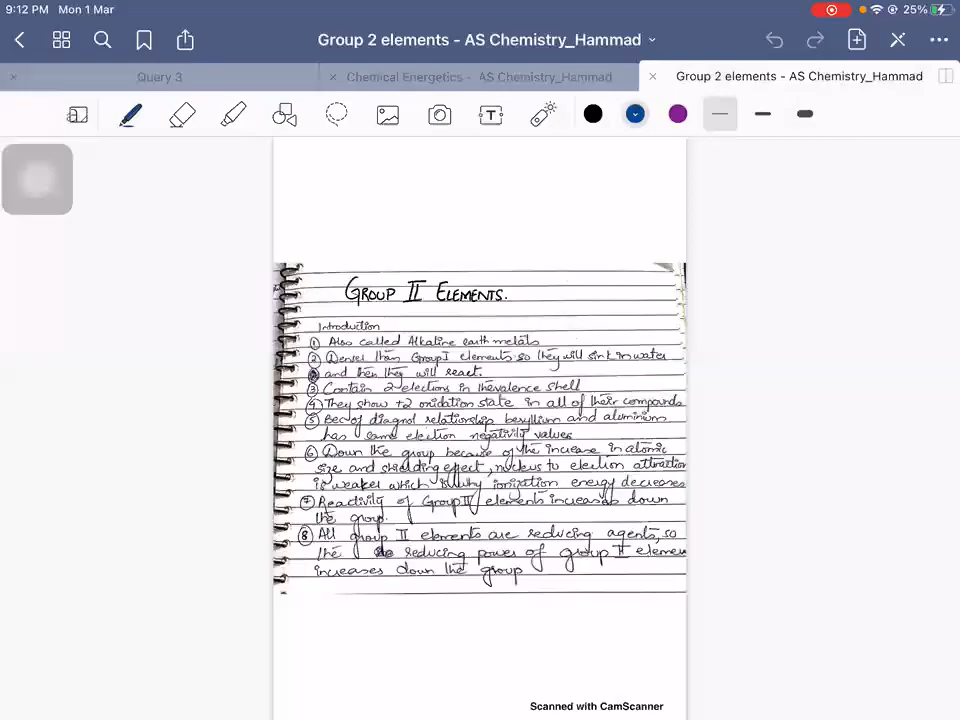 9:12 PM Mon 1 Mar
25%
Group 2 elements - AS Chemistry_Hammad
Query 3
Chemical Energetics - AS Chemistry_Hammad
Group 2 elements - AS Chemistry_Hammad
T
GROUP II ELEMENTS.
Introduction
① Also called Alkaline earth metals
② Denser than Group I elements so they will sink in water
and then they will react.
③ Contain 2 electrons in the valence shell
④ They show +2 oxidation state in all of their compounds
⑤ Bec of diagnol relationship beryllium and aluminium
has same electron negativity values
⑥ Down the group because of the increase in atomic
size and shielding effect, nucleus to electron attraction
is weaker which is why ionization energy decreases
⑦ Reactivity of Group II elements increases down
the group.
⑧ All group II elements are reducing agents, so
the reducing power of group II elemen
increases down the group
Scanned with CamScanner